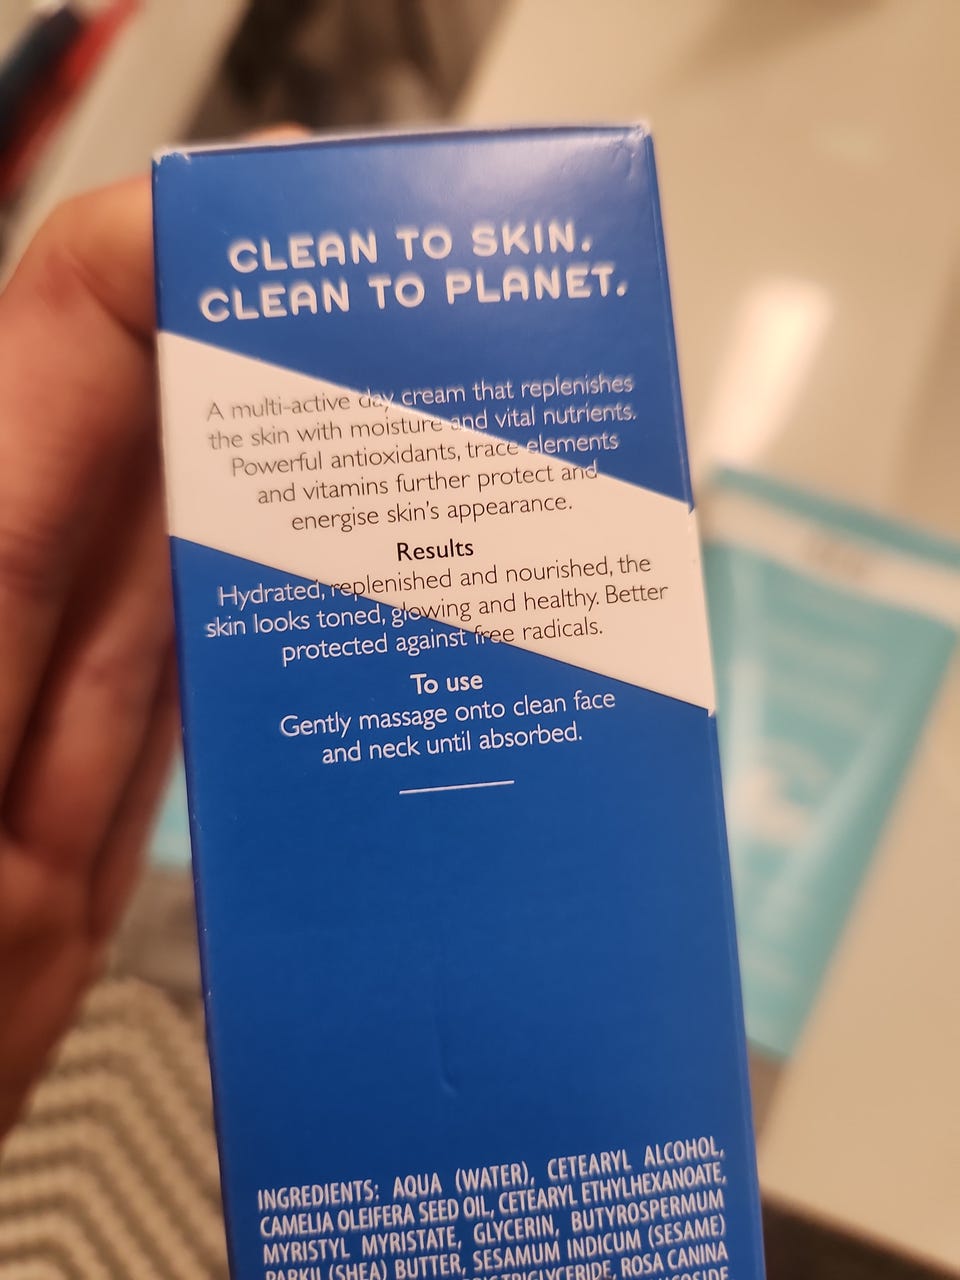 CLEAN TO SKIN.
CLEAN TO PLANET.
A multi-active day cream that replenishes
the skin with moisture and vital nutrients.
Powerful antioxidants, trace elements
and vitamins further protect and
energise skin's appearance.
Results
Hydrated, replenished and nourished, the
skin looks toned, glowing and healthy. Better
protected against free radicals.
To use
Gently massage onto clean face
and neck until absorbed.
INGREDIENTS: AQUA (WATER), CETEARYL ALCOHOL,
CAMELIA OLEIFERA SEED OIL, CETEARYL ETHYLHEXANOATE,
MYRISTYL MYRISTATE, GLYCERIN, BUTYROSPERMUM
PARKII (SHEA) BUTTER, SESAMUM INDICUM (SESAME)
ROSA CANINA